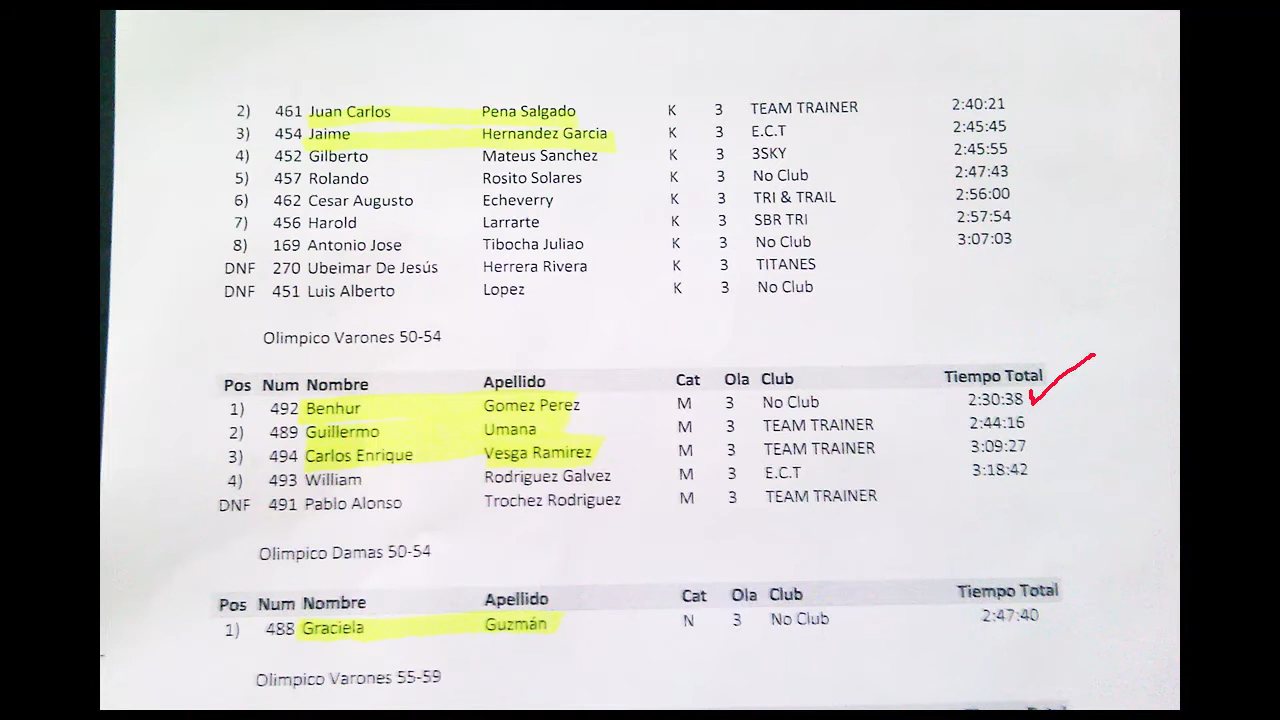 2) 461 Juan Carlos Pena Salgado K 3 TEAM TRAINER 2:40:21
3) 454 Jaime Hernandez Garcia K 3 E.C.T 2:45:45
4) 452 Gilberto Mateus Sanchez K 3 3SKY 2:45:55
5) 457 Rolando Rosito Solares K 3 No Club 2:47:43
6) 462 Cesar Augusto Echeverry K 3 TRI & TRAIL 2:56:00
7) 456 Harold Larrarte K 3 SBR TRI 2:57:54
8) 169 Antonio Jose Tibocha Juliao K 3 No Club 3:07:03
DNF 270 Ubeimar De Jesús Herrera Rivera K 3 TITANES
DNF 451 Luis Alberto Lopez K 3 No Club
Olimpico Varones 50-54
Pos Num Nombre Apellido Cat Ola Club Tiempo Total
1) 492 Benhur Gomez Perez M 3 No Club 2:30:38
2) 489 Guillermo Umana M 3 TEAM TRAINER 2:44:16
3) 494 Carlos Enrique Vesga Ramirez M 3 TEAM TRAINER 3:09:27
4) 493 William Rodriguez Galvez M 3 E.C.T 3:18:42
DNF 491 Pablo Alonso Trochez Rodriguez M 3 TEAM TRAINER
Olimpico Damas 50-54
Pos Num Nombre Apellido Cat Ola Club Tiempo Total
1) 488 Graciela Guzmán N 3 No Club 2:47:40
Olimpico Varones 55-59